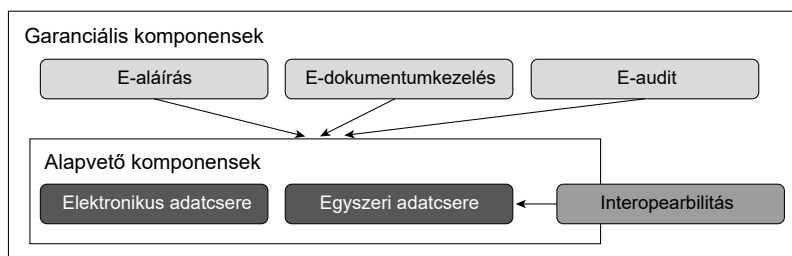 Garanciális komponensek
E-aláírás
E-dokumentumkezelés
E-audit
Alapvető komponensek
Elektronikus adatcsere
Egyszeri adatcsere
Interopearbilitás